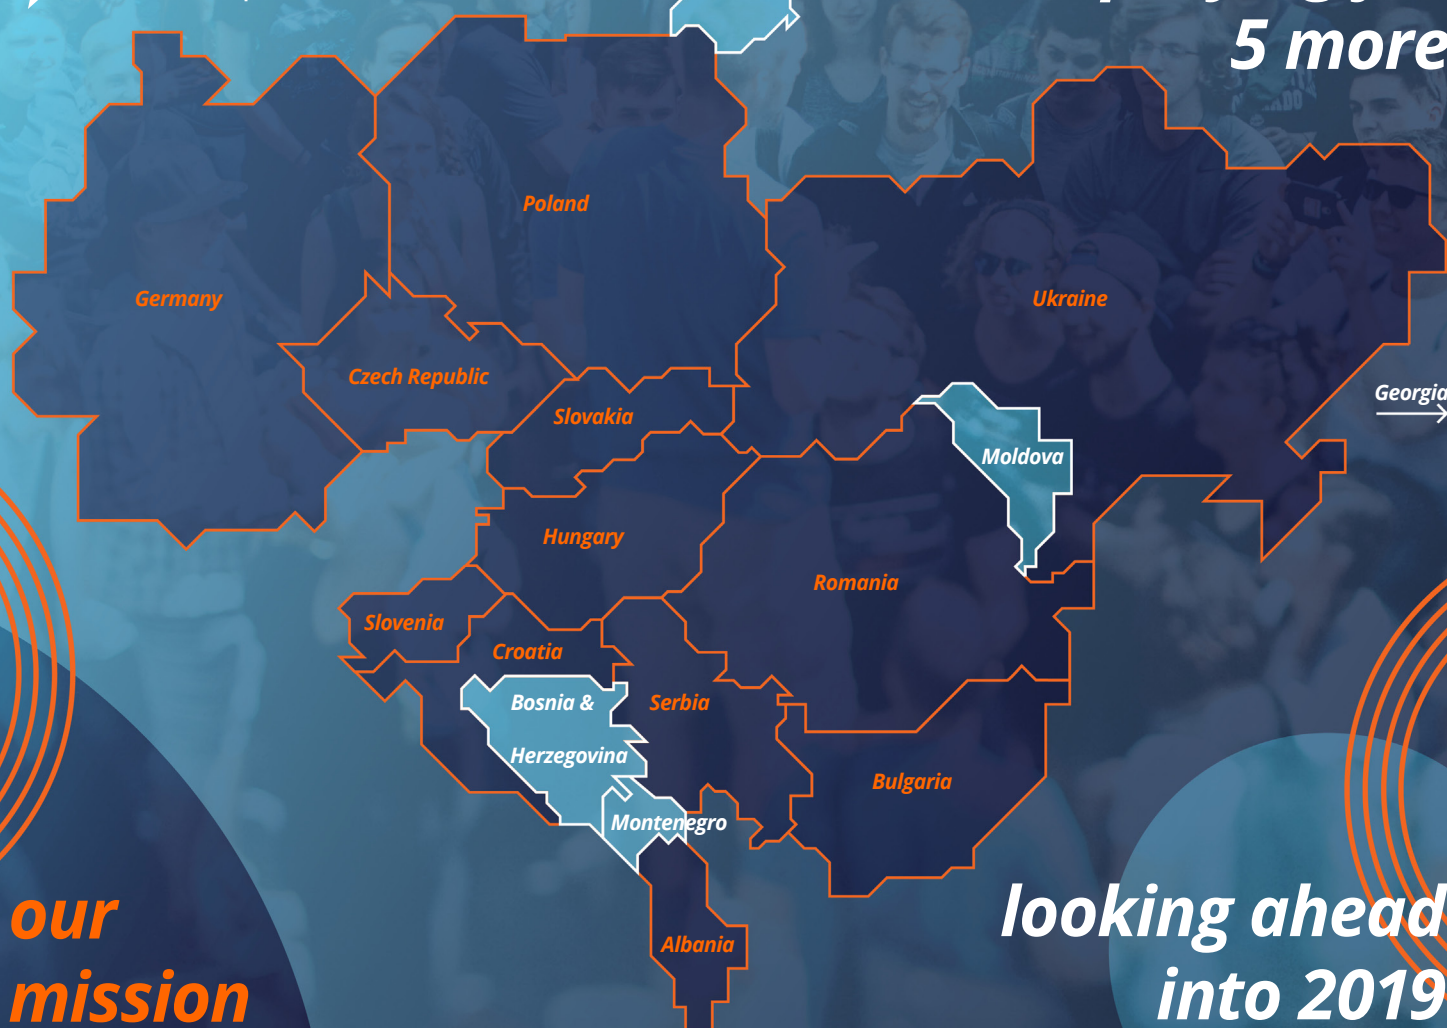 5 more
Poland
Germany
Ukraine
Czech Republic
Georgia
Slovakia
Moldova
Hungary
Romania
Slovenia
Croatia
Bosnia &
Herzegovina
Serbia
Bulgaria
Montenegro
Albania
our
mission
looking ahead
into 2019